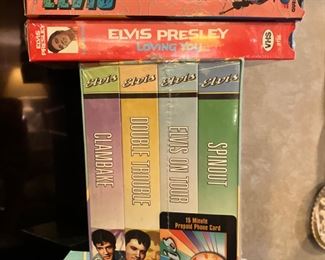 ELVIS
ELVIS PRESLEY
LOVING YOU
VHS
Elvis
Elvis
Elvis
Elvis
CLAMBAKE
DOUBLE TROUBLE
ELVIS ON TOUR
SPINOUT
15 Minute
Prepaid Phone Card
Elvis